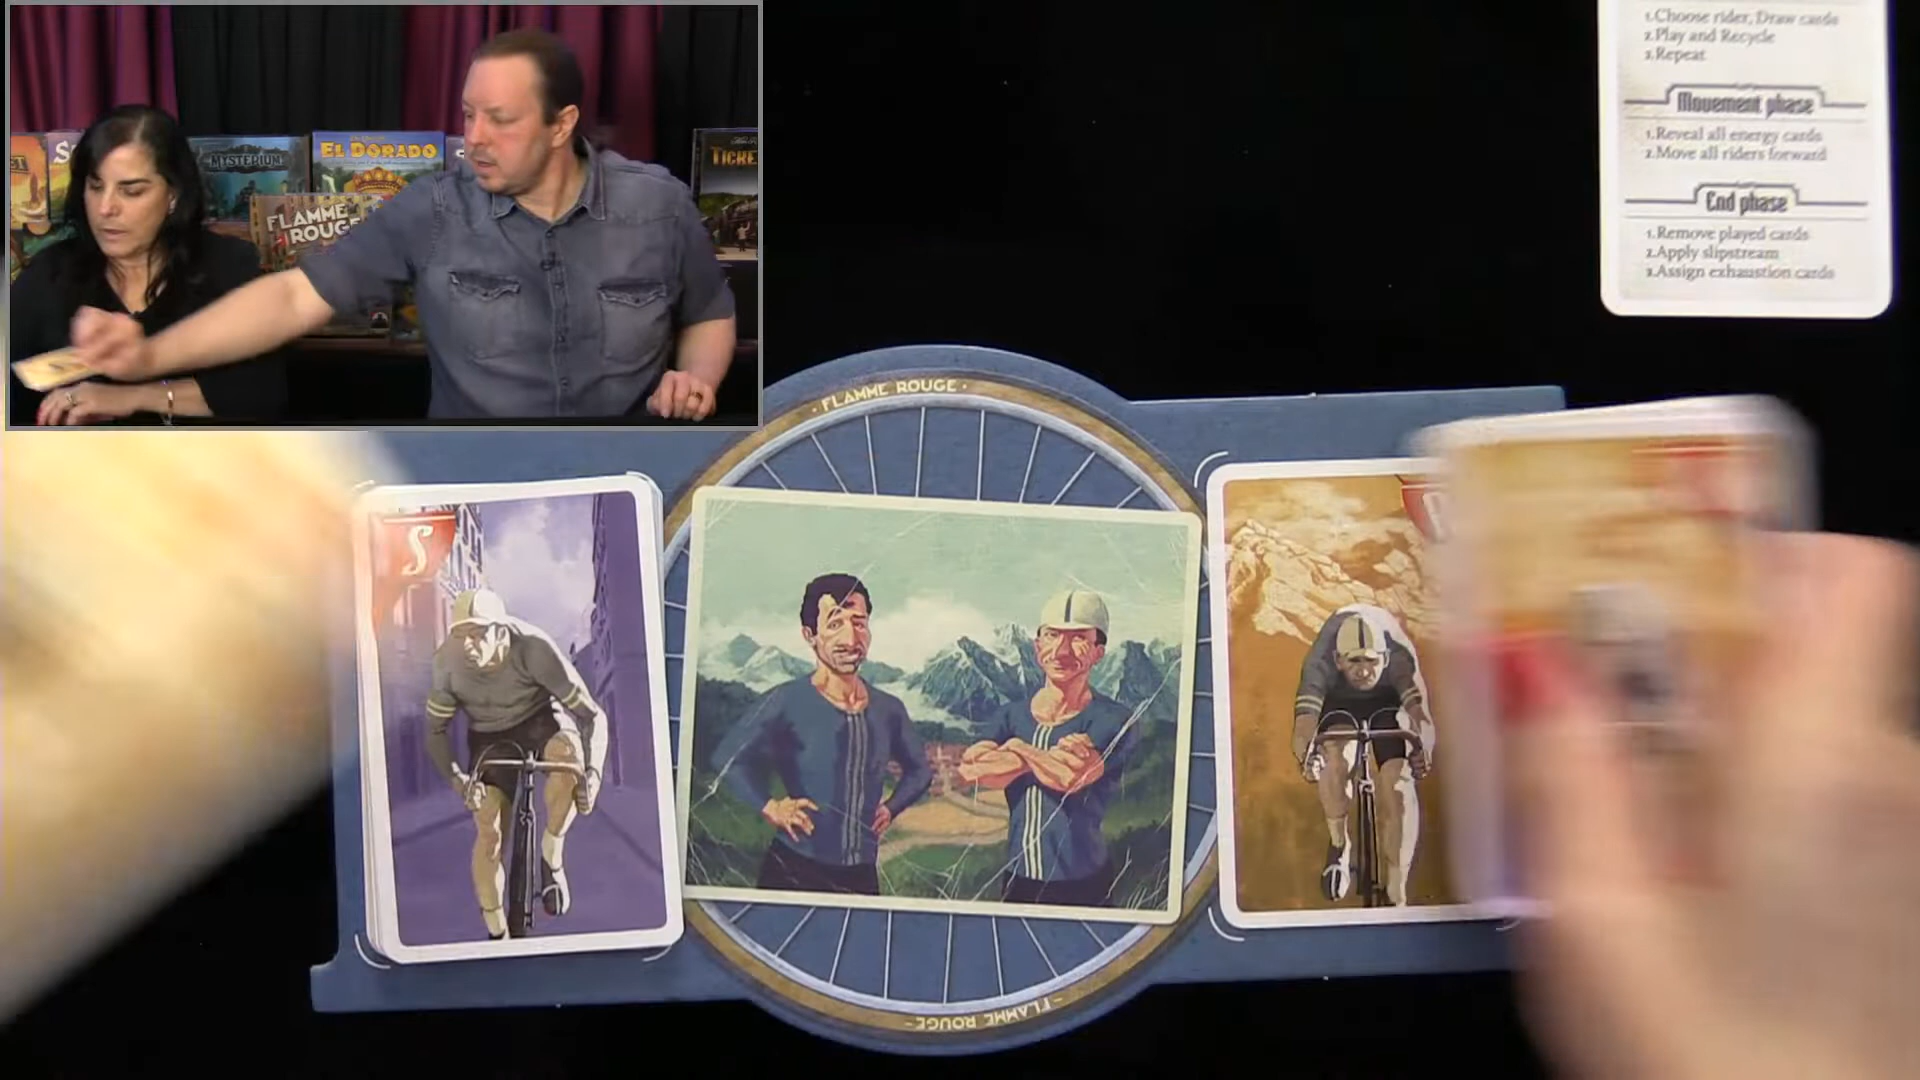 MYSTERIUM
EL DORADO
TICKE
FLAMME
ROUGE
1.Choose rider, Draw cards
2.Play and Recycle
3.Repeat
Movement phase
1.Reveal all energy cards
2.Move all riders forward
End phase
1.Remove played cards
2.Apply slipstream
3.Assign exhaustion cards
· FLAMME ROUGE ·
S
- FLAMME ROUGE -